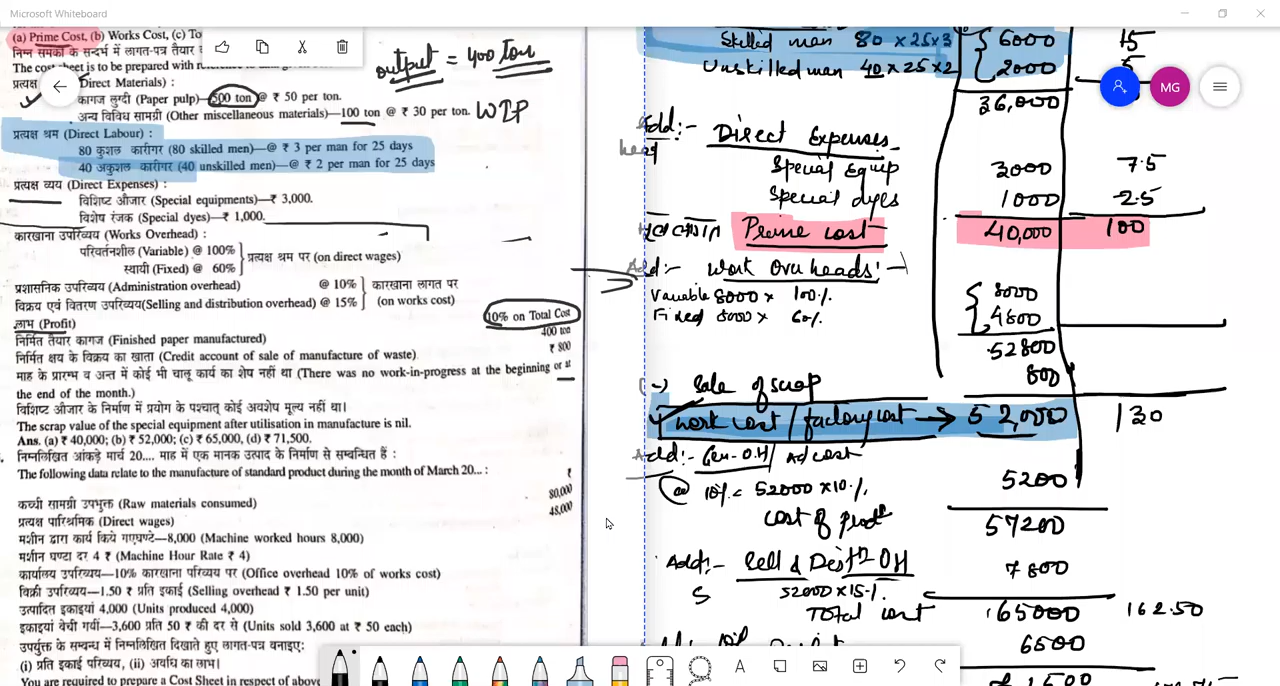 Microsoft Whiteboard
(a) Prime Cost, (b) Works Cost, (c) To
निम्न समंकों के सन्दर्भ में लागत-पत्र तैयार
The cost sheet is to be prepared with
(Direct Materials) :
कागज लुग्दी (Paper pulp)—500 ton @ ₹ 50 per ton.
अन्य विविध सामग्री (Other miscellaneous materials)—100 ton @ ₹ 30 per ton.
WIP
output = 400 Ton
प्रत्यक्ष श्रम (Direct Labour) :
80 कुशल कारीगर (80 skilled men)—@ ₹ 3 per man for 25 days
40 अकुशल कारीगर (40 unskilled men)—@ ₹ 2 per man for 25 days
प्रत्यक्ष व्यय (Direct Expenses) :
विशिष्ट औजार (Special equipments)—₹ 3,000.
विशेष रंजक (Special dyes)—₹ 1,000.
कारखाना उपरिव्यय (Works Overhead) :
परिवर्तनशील (Variable) @ 100%
स्थायी (Fixed) @ 60%
प्रत्यक्ष श्रम पर (on direct wages)
प्रशासनिक उपरिव्यय (Administration overhead) @ 10%
विक्रय एवं वितरण उपरिव्यय(Selling and distribution overhead) @ 15%
कारखाना लागत पर
(on works cost)
लाभ (Profit) 10% on Total Cost
निर्मित तैयार कागज (Finished paper manufactured) 400 ton
निर्मित क्षय के विक्रय का खाता (Credit account of sale of manufacture of waste) ₹ 800
माह के प्रारम्भ व अन्त में कोई भी चालू कार्य का शेष नहीं था (There was no work-in-progress at the beginning or at
the end of the month.)
विशिष्ट औजार के निर्माण में प्रयोग के पश्चात् कोई अवशेष मूल्य नहीं था।
The scrap value of the special equipment after utilisation in manufacture is nil.
Ans. (a) ₹ 40,000; (b) ₹ 52,000; (c) ₹ 65,000, (d) ₹ 71,500.
निम्नलिखित आंकड़े मार्च 20.... माह में एक मानक उत्पाद के निर्माण से सम्बन्धित हैं :
The following data relate to the manufacture of standard product during the month of March 20... :
₹
कच्ची सामग्री उपभुक्त (Raw materials consumed) 80,000
प्रत्यक्ष पारिश्रमिक (Direct wages) 48,000
मशीन द्वारा कार्य किये गए घण्टे—8,000 (Machine worked hours 8,000)
मशीन घण्टा दर 4 ₹ (Machine Hour Rate ₹ 4)
कार्यालय उपरिव्यय—10% कारखाना परिव्यय पर (Office overhead 10% of works cost)
विक्री उपरिव्यय—1.50 ₹ प्रति इकाई (Selling overhead ₹ 1.50 per unit)
उत्पादित इकाइयां 4,000 (Units produced 4,000)
इकाइयां बेची गयीं—3,600 प्रति 50 ₹ की दर से (Units sold 3,600 at ₹ 50 each)
उपर्युक्त के सम्बन्ध में निम्नलिखित दिखाते हुए लागत-पत्र बनाइए:
(i) प्रति इकाई परिव्यय, (ii) अवधि का लाभ।
You are required to prepare a Cost Sheet in respect of above
Skilled man 80 x 25 x 3 6000 15
Unskilled man 40 x 25 x 2 2000 5
MG
36,000
Add:- Direct Expenses
Special Equip 3000 7.5
Special dyes 1000 2.5
Prime cost 40,000 100
Add:- Work Over heads:-
Variable 8000 x 100% 8000
Fixed 8000 x 60% 4800
52800
(-) Sale of scrap 800
work cost / factory cost → 52,000 130
Add:- Gen-O.H / Ad cost
@ 10% = 52000 x 10% 5200
Cost of prodn 57200
Add:- Sell & Distn OH 7800
S 52000 x 15%
Total cost 65000 162.50
6500